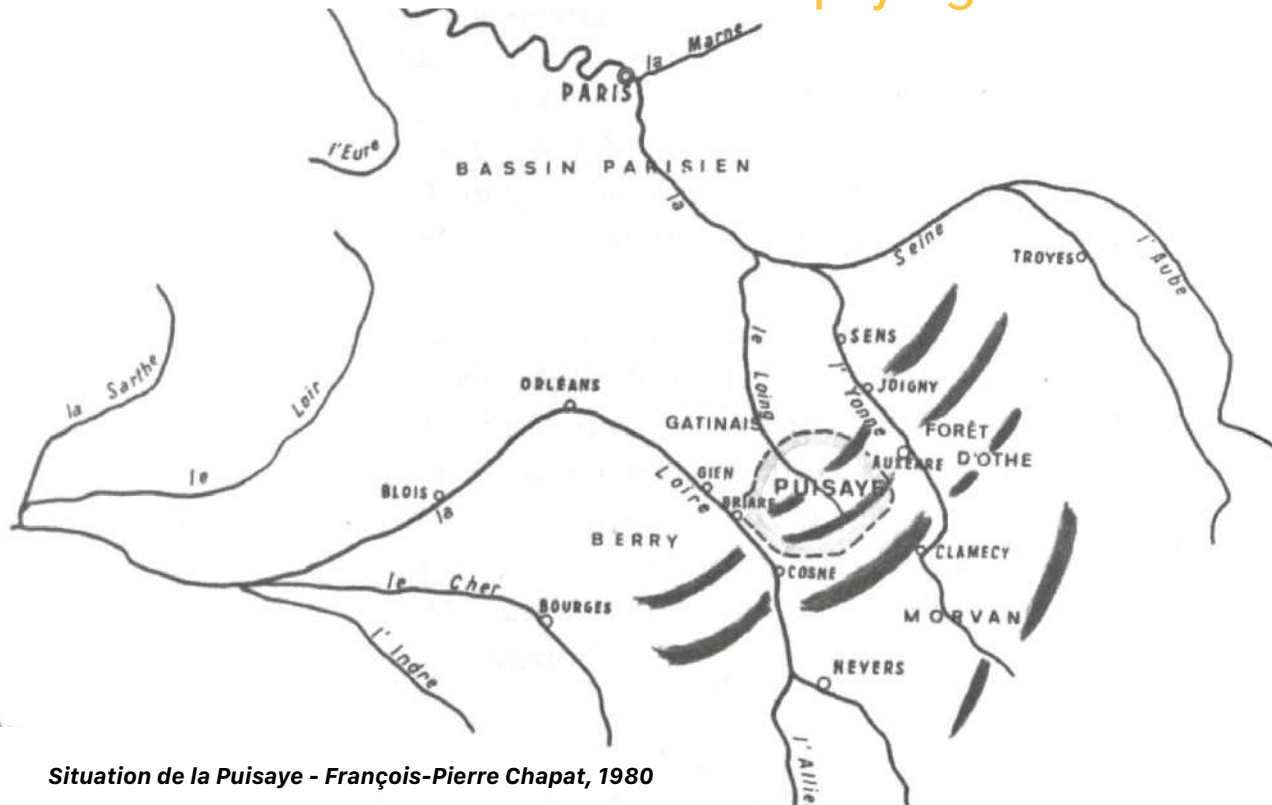 la Marne
PARIS
l'Eure
BASSIN PARISIEN
la
Seine
TROYES
l'Aube
SENS
le Loing
l'Yonne
JOIGNY
la Sarthe
le Loir
ORLÉANS
GATINAIS
FORÊT
D'OTHE
AUXERRE
GIEN
PUISAYE
BLOIS
la Loire
BRIARE
BERRY
CLAMECY
COSNE
le Cher
BOURGES
MORVAN
l'Indre
NEVERS
l'Allie
Situation de la Puisaye - François-Pierre Chapat, 1980